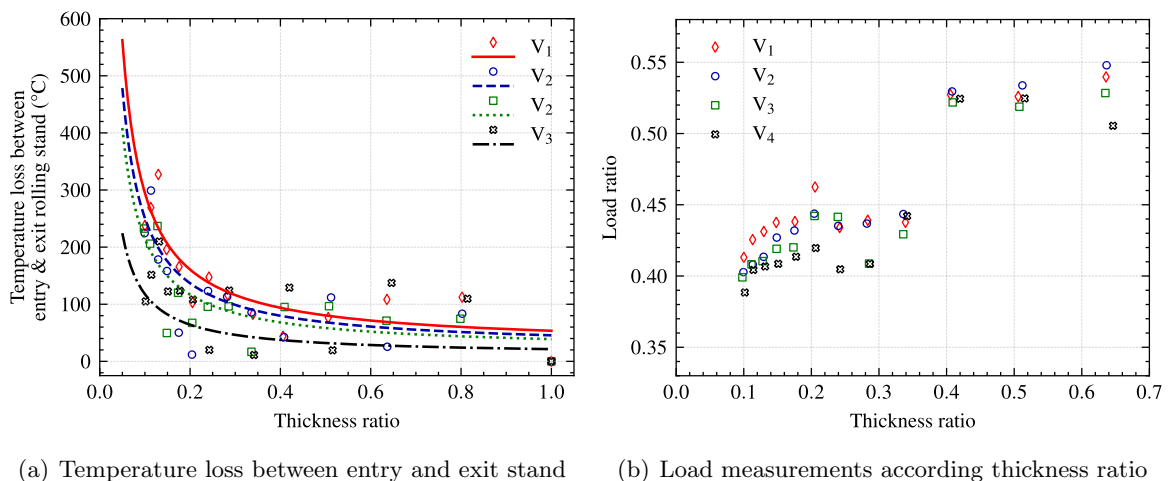 Temperature loss between
entry & exit rolling stand (°C)
600
500
400
300
200
100
0
0.0 0.2 0.4 0.6 0.8 1.0
Thickness ratio
V1
V2
V2
V3
(a) Temperature loss between entry and exit stand
Load ratio
0.55
0.50
0.45
0.40
0.35
0.0 0.1 0.2 0.3 0.4 0.5 0.6 0.7
Thickness ratio
V1
V2
V3
V4
(b) Load measurements according thickness ratio